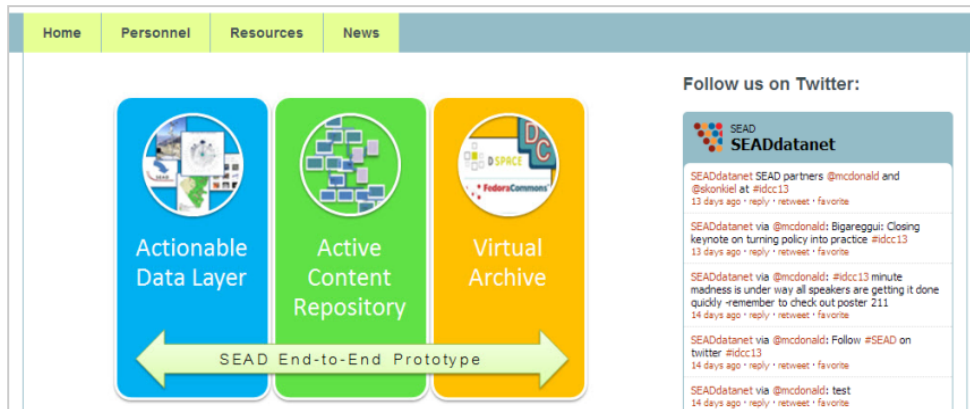 Home Personnel Resources News
SEAD
DSPACE
DC
FedoraCommons
Actionable
Data Layer
Active
Content
Repository
Virtual
Archive
SEAD End-to-End Prototype
Follow us on Twitter:
SEAD
SEADdatanet
SEADdatanet SEAD partners @mcdonald and
@skonkiel at #idcc13
13 days ago · reply · retweet · favorite
SEADdatanet via @mcdonald: Bigareggui: Closing
keynote on turning policy into practice #idcc13
13 days ago · reply · retweet · favorite
SEADdatanet via @mcdonald: #idcc13 minute
madness is under way all speakers are getting it done
quickly -remember to check out poster 211
14 days ago · reply · retweet · favorite
SEADdatanet via @mcdonald: Follow #SEAD on
twitter #idcc13
14 days ago · reply · retweet · favorite
SEADdatanet via @mcdonald: test
14 days ago · reply · retweet · favorite